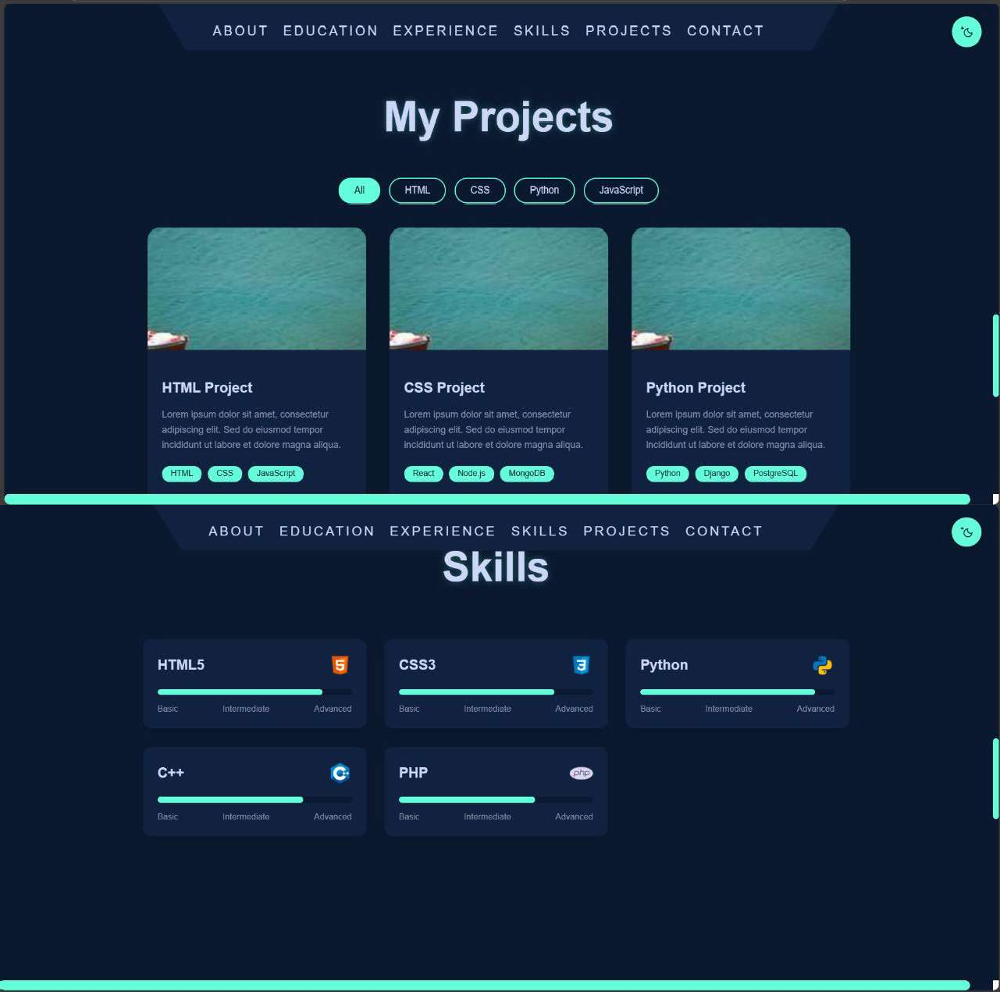 ABOUT EDUCATION EXPERIENCE SKILLS PROJECTS CONTACT
My Projects
All HTML CSS Python JavaScript
HTML Project
Lorem ipsum dolor sit amet, consectetur
adipiscing elit. Sed do eiusmod tempor
incididunt ut labore et dolore magna aliqua.
HTML CSS JavaScript
CSS Project
Lorem ipsum dolor sit amet, consectetur
adipiscing elit. Sed do eiusmod tempor
incididunt ut labore et dolore magna aliqua.
React Node.js MongoDB
Python Project
Lorem ipsum dolor sit amet, consectetur
adipiscing elit. Sed do eiusmod tempor
incididunt ut labore et dolore magna aliqua.
Python Django PostgreSQL
ABOUT EDUCATION EXPERIENCE SKILLS PROJECTS CONTACT
Skills
HTML5 5
Basic Intermediate Advanced
CSS3 3
Basic Intermediate Advanced
Python
Basic Intermediate Advanced
C++ C++
Basic Intermediate Advanced
PHP php
Basic Intermediate Advanced